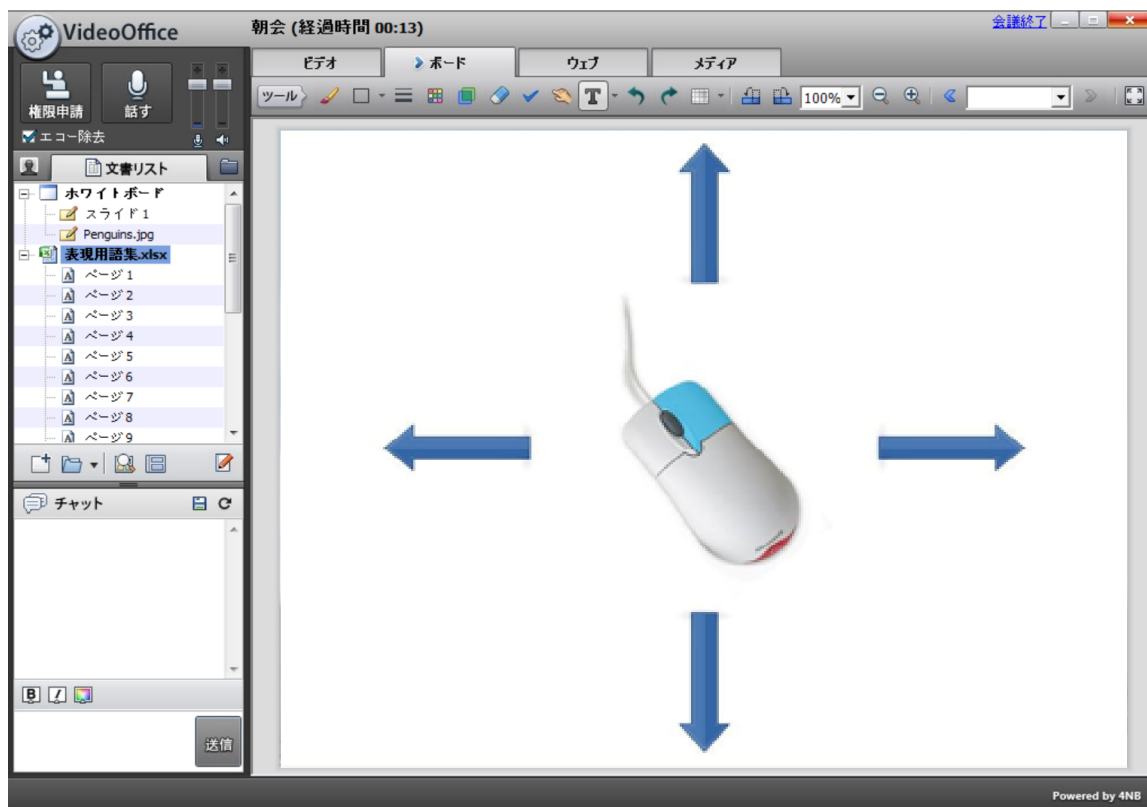 VideoOffice
朝会 (経過時間 00:13)
会議終了
権限申請
話す
エコー除去
ビデオ
ボード
ウェブ
メディア
ツール
T
100%
文書リスト
ホワイトボード
スライド 1
Penguins.jpg
表現用語集.xlsx
ページ 1
ページ 2
ページ 3
ページ 4
ページ 5
ページ 6
ページ 7
ページ 8
ページ 9
チャット
B
I
送信
Powered by 4NB